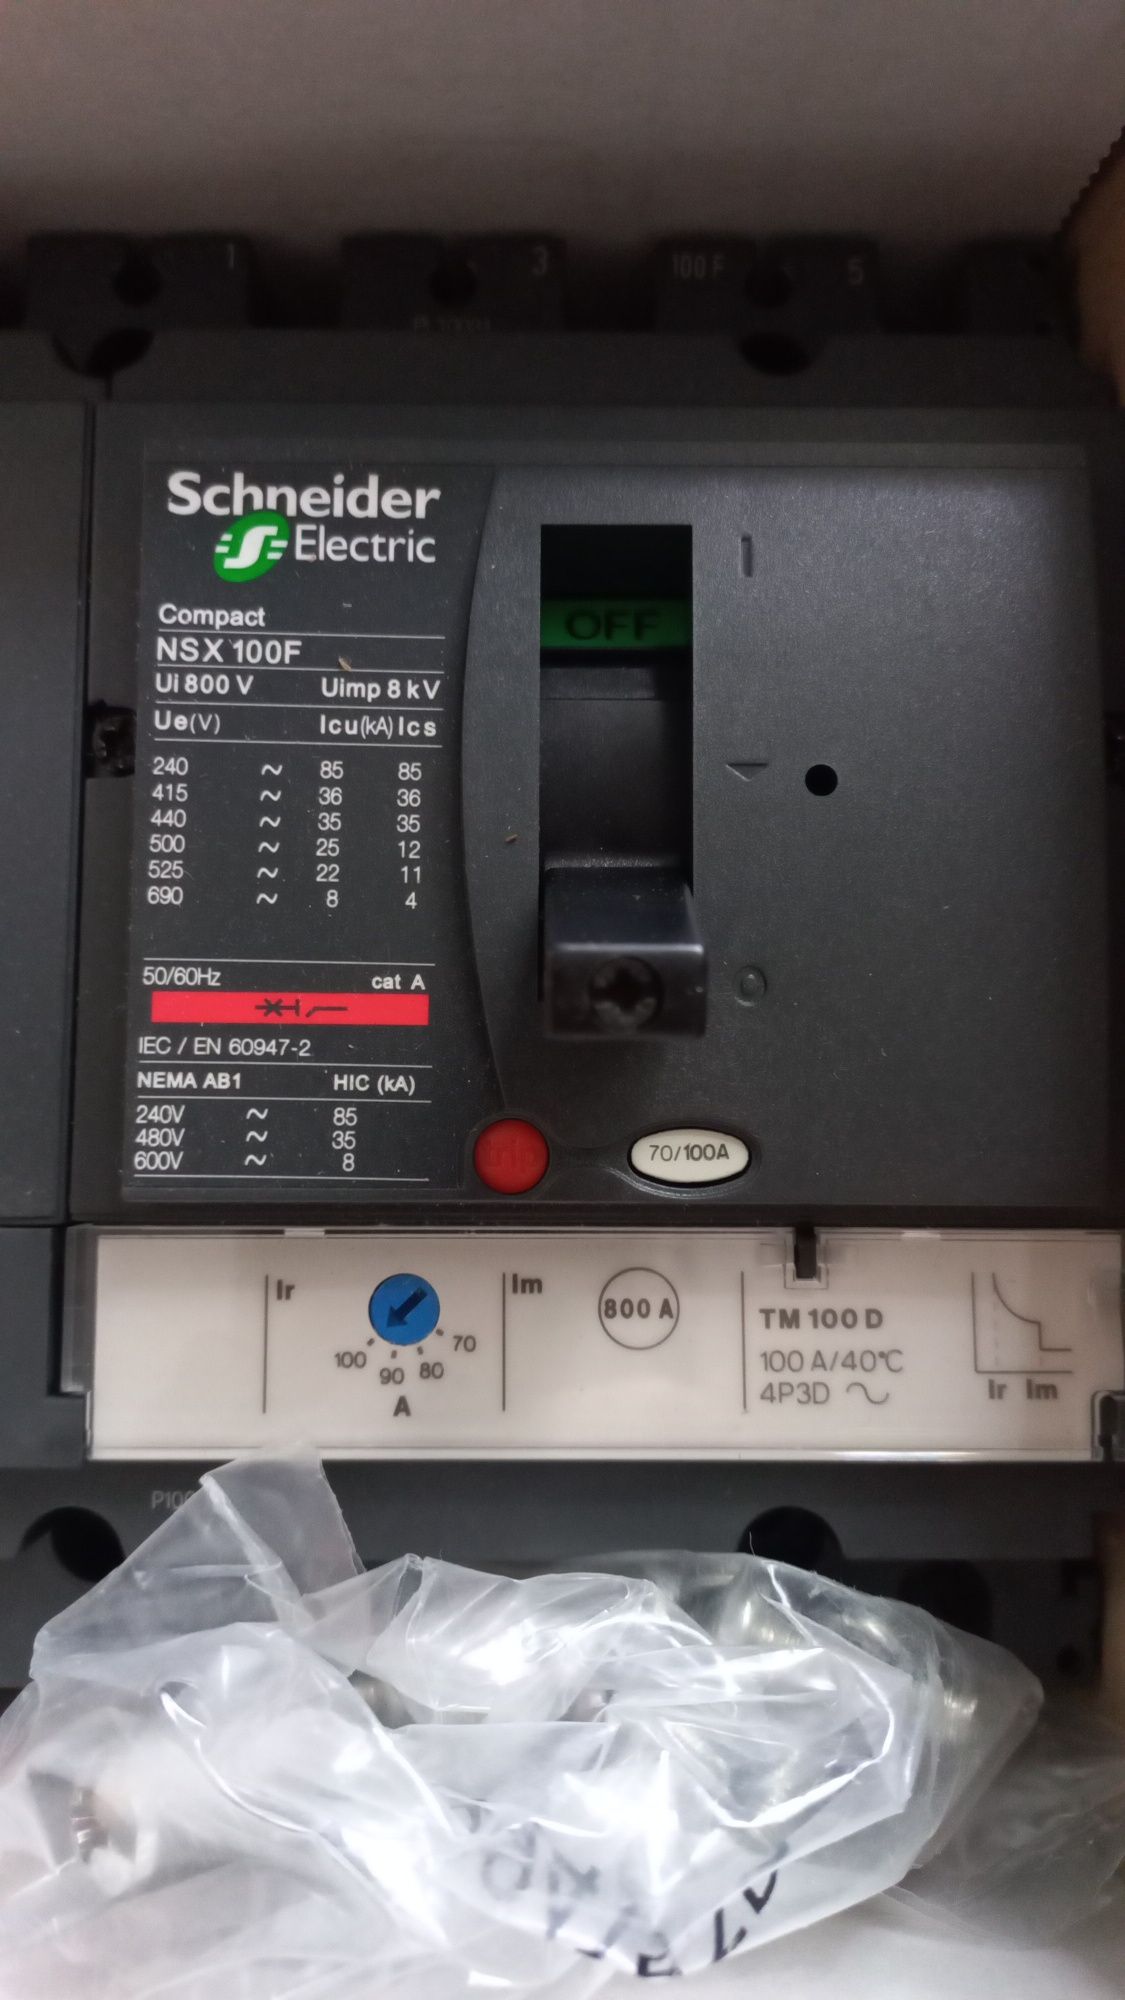 1 3 100 F 5
Schneider
Electric
Compact
NSX 100F
Ui 800 V Uimp 8 kV
Ue(V) Icu(kA) Ics
240 ~ 85 85
415 ~ 36 36
440 ~ 35 35
500 ~ 25 12
525 ~ 22 11
690 ~ 8 4
50/60Hz cat A
IEC / EN 60947-2
NEMA AB1 HIC (kA)
240V ~ 85
480V ~ 35
600V ~ 8
OFF
trip
70/100A
Ir
100 90 80 70
A
Im
800 A
TM 100 D
100 A/40°C
4P3D ~
Ir Im